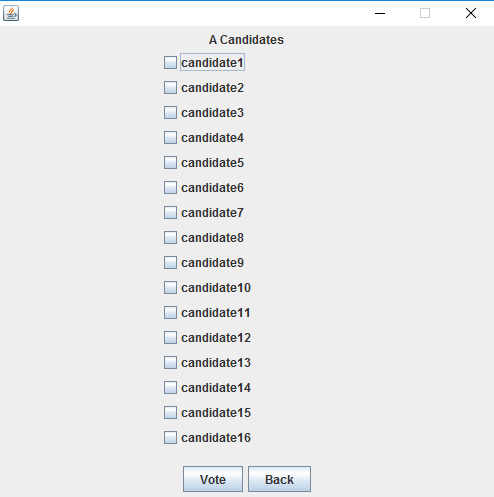 A Candidates
candidate1
candidate2
candidate3
candidate4
candidate5
candidate6
candidate7
candidate8
candidate9
candidate10
candidate11
candidate12
candidate13
candidate14
candidate15
candidate16
Vote Back